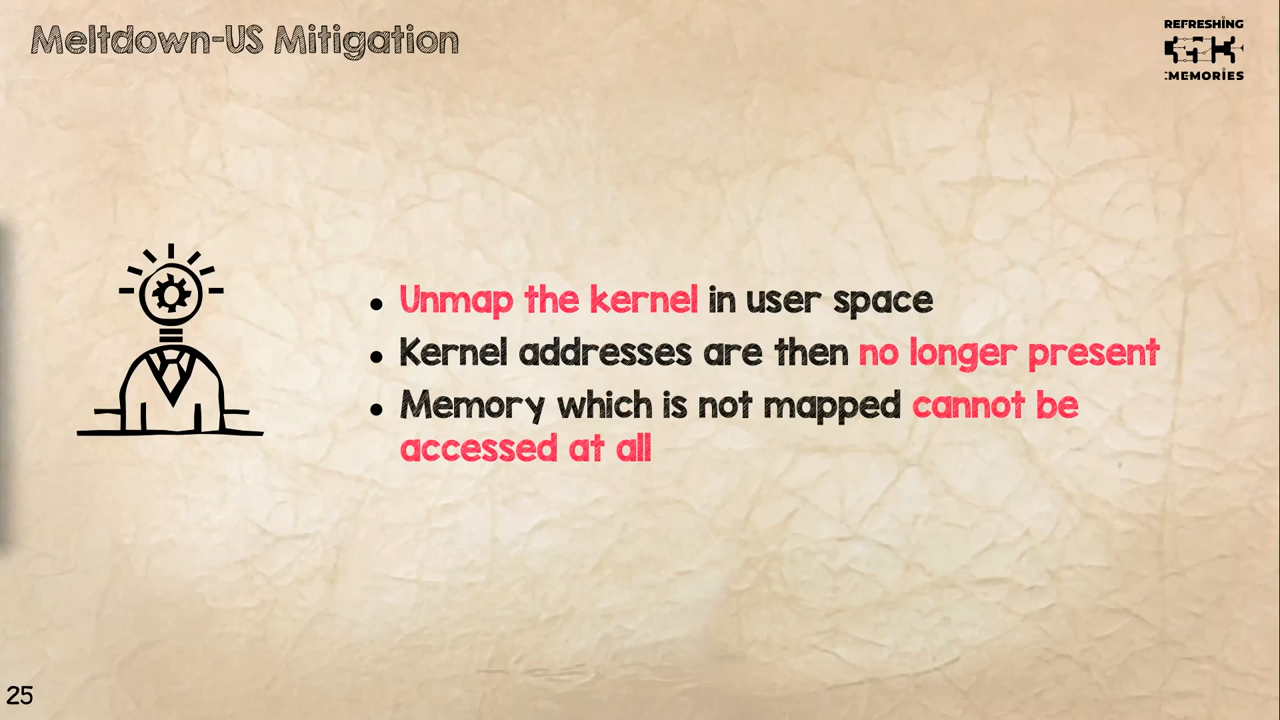 Meltdown-US Mitigation
REFRESHING
MEMORIES
• Unmap the kernel in user space
• Kernel addresses are then no longer present
• Memory which is not mapped cannot be
accessed at all
25